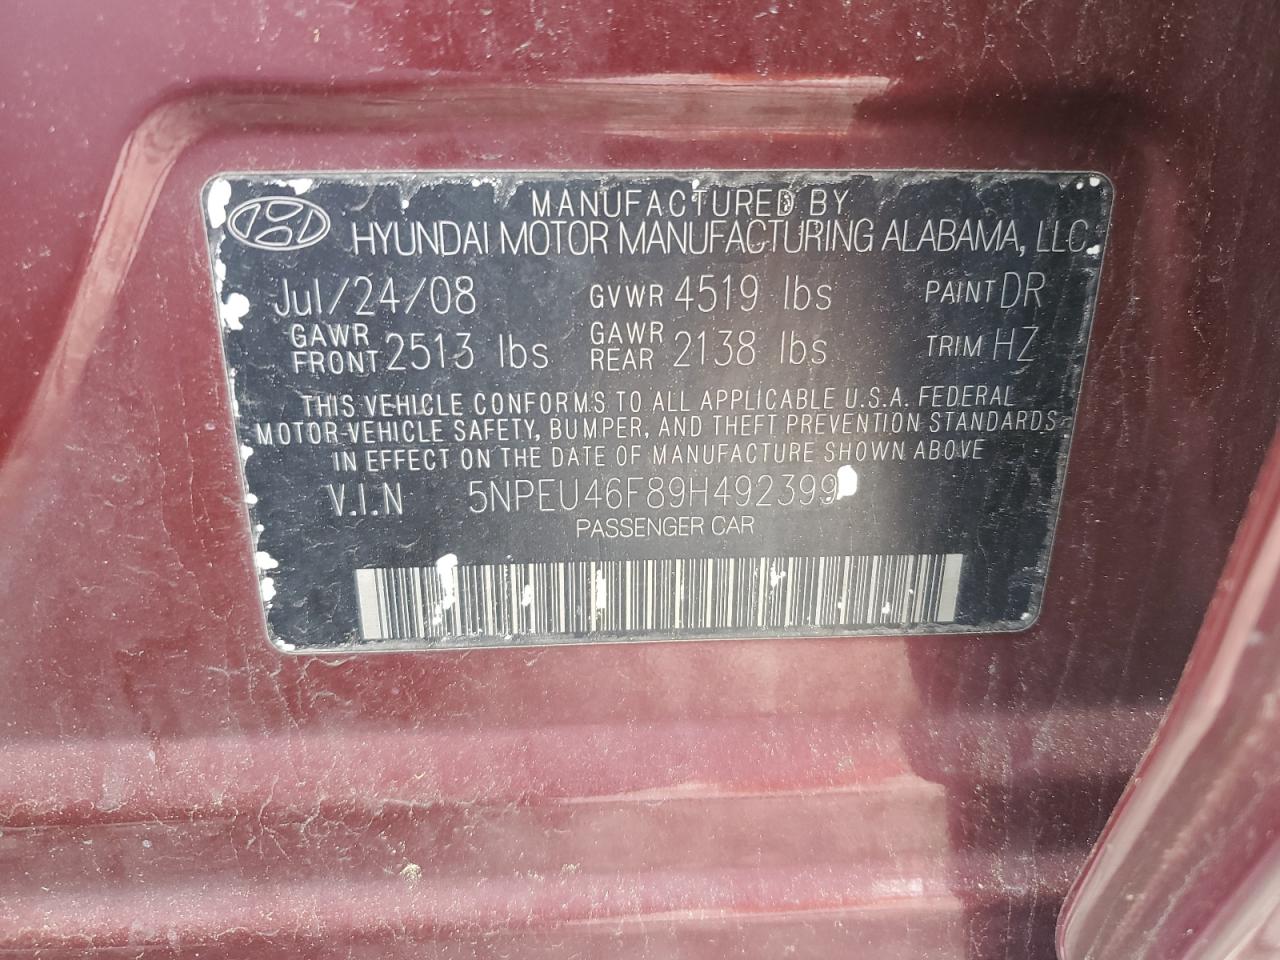 MANUFACTURED BY
HYUNDAI MOTOR MANUFACTURING ALABAMA, LLC
Jul/24/08 GVWR 4519 lbs PAINT DR
GAWR FRONT 2513 lbs GAWR REAR 2138 lbs TRIM HZ
THIS VEHICLE CONFORMS TO ALL APPLICABLE U.S.A. FEDERAL
MOTOR-VEHICLE SAFETY, BUMPER, AND THEFT PREVENTION STANDARDS
IN EFFECT ON THE DATE OF MANUFACTURE SHOWN ABOVE
V.I.N 5NPEU46F89H492399
PASSENGER CAR